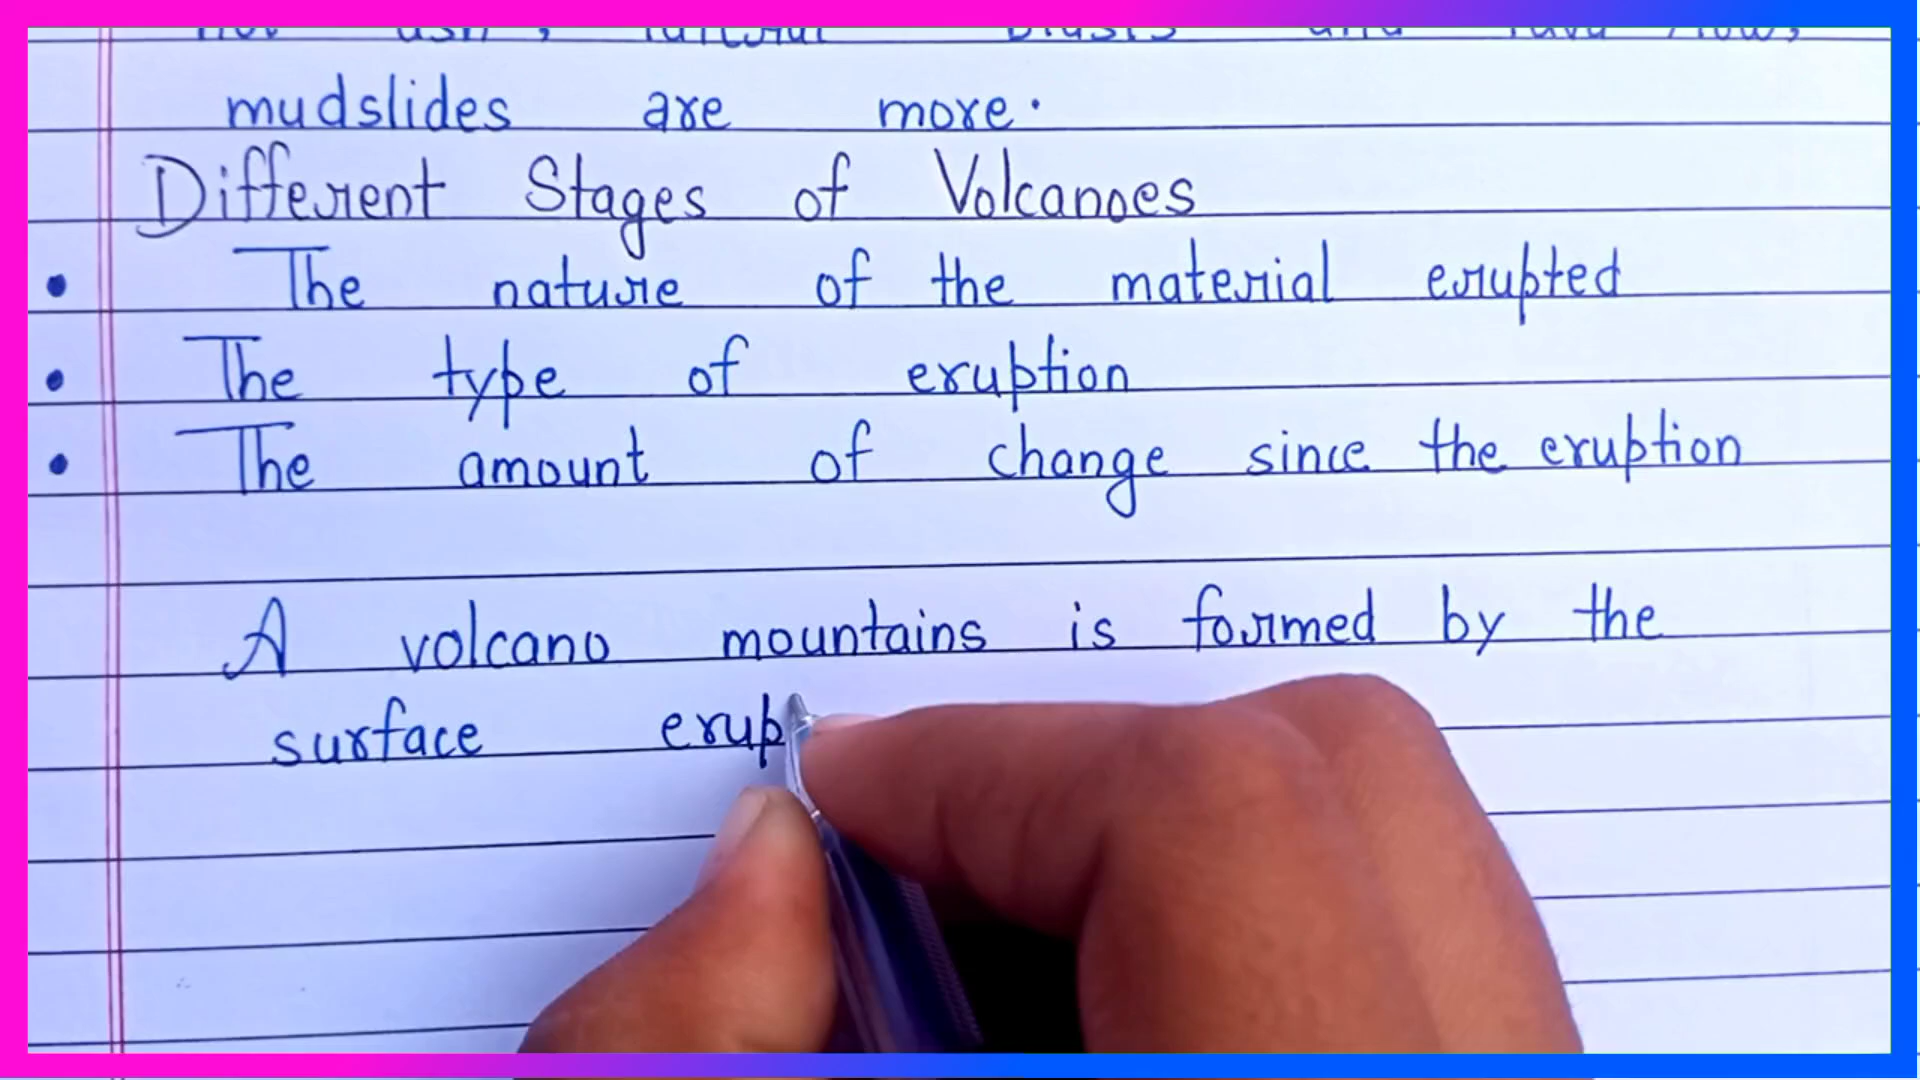 mudslides are more.
Different Stages of Volcanoes
• The nature of the material erupted
• The type of eruption
• The amount of change since the eruption
A volcano mountains is formed by the
surface erup